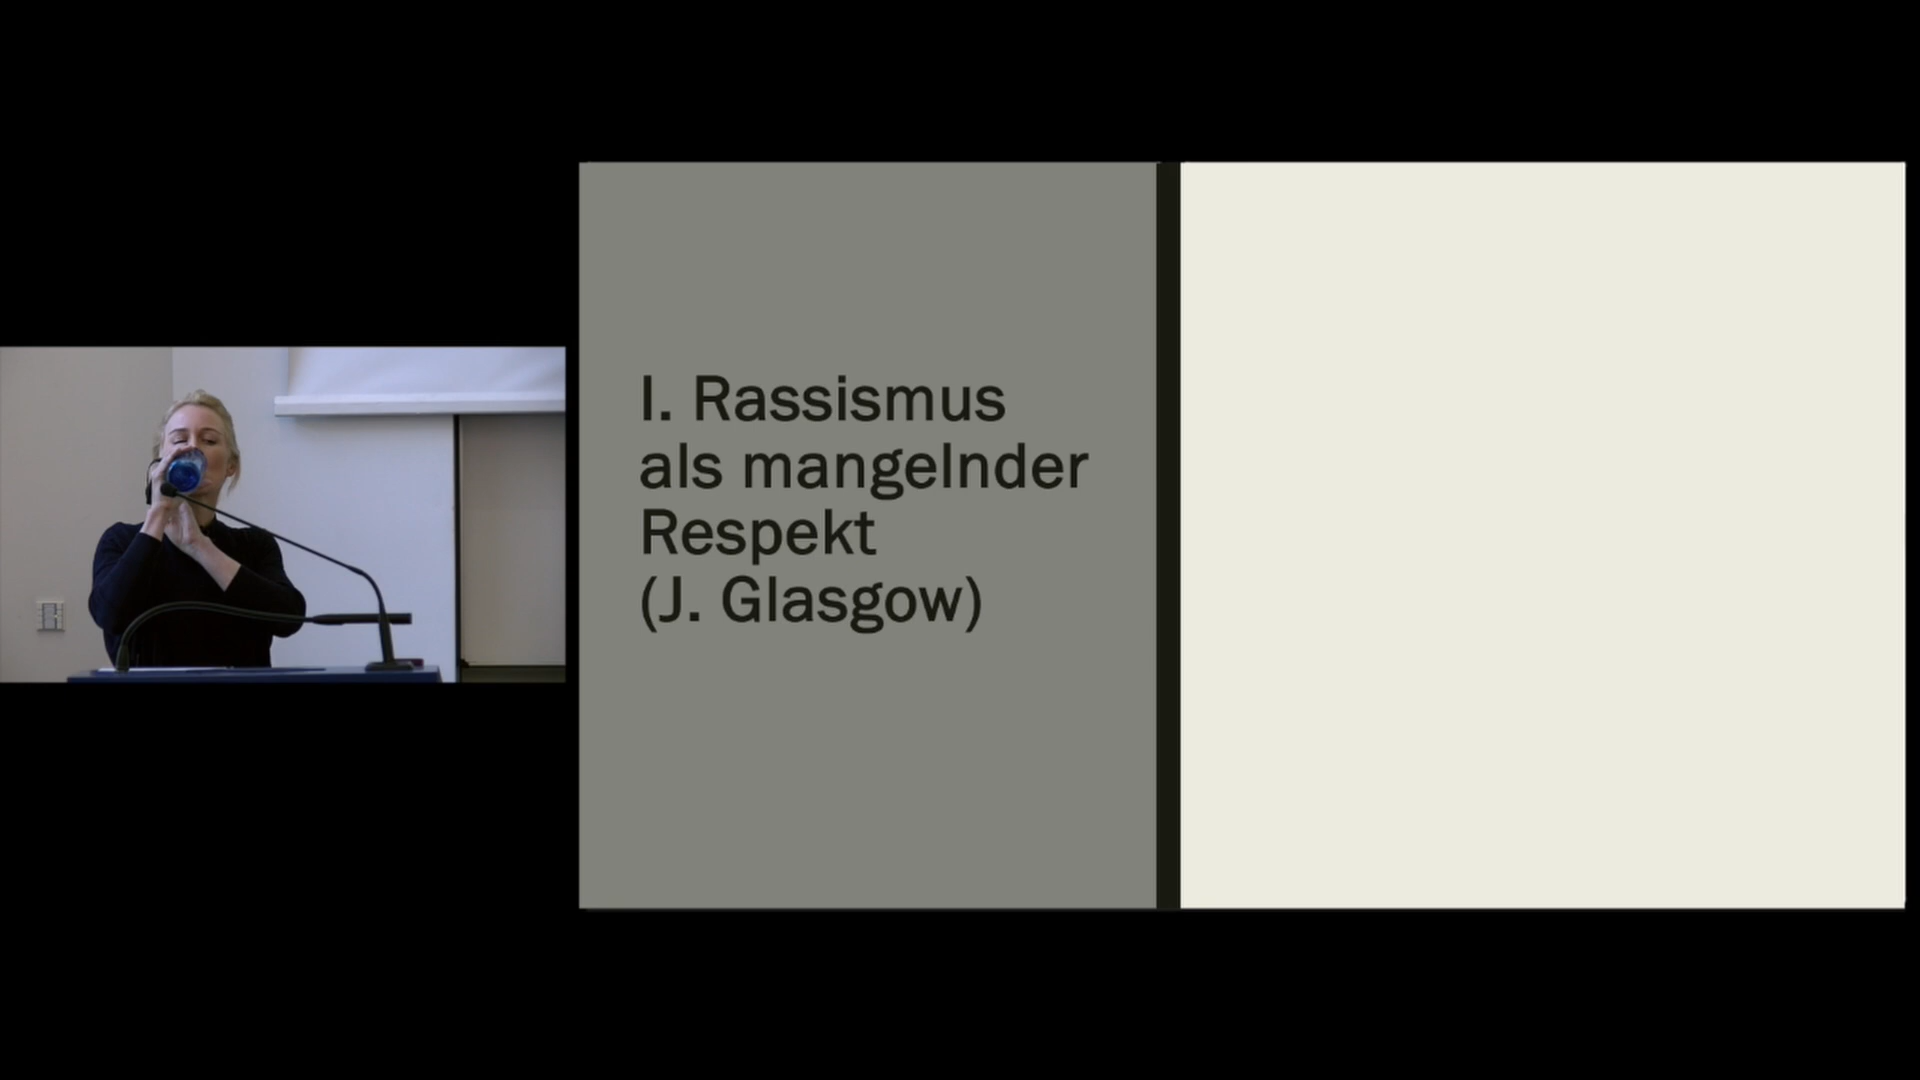 I. Rassismus
als mangelnder
Respekt
(J. Glasgow)